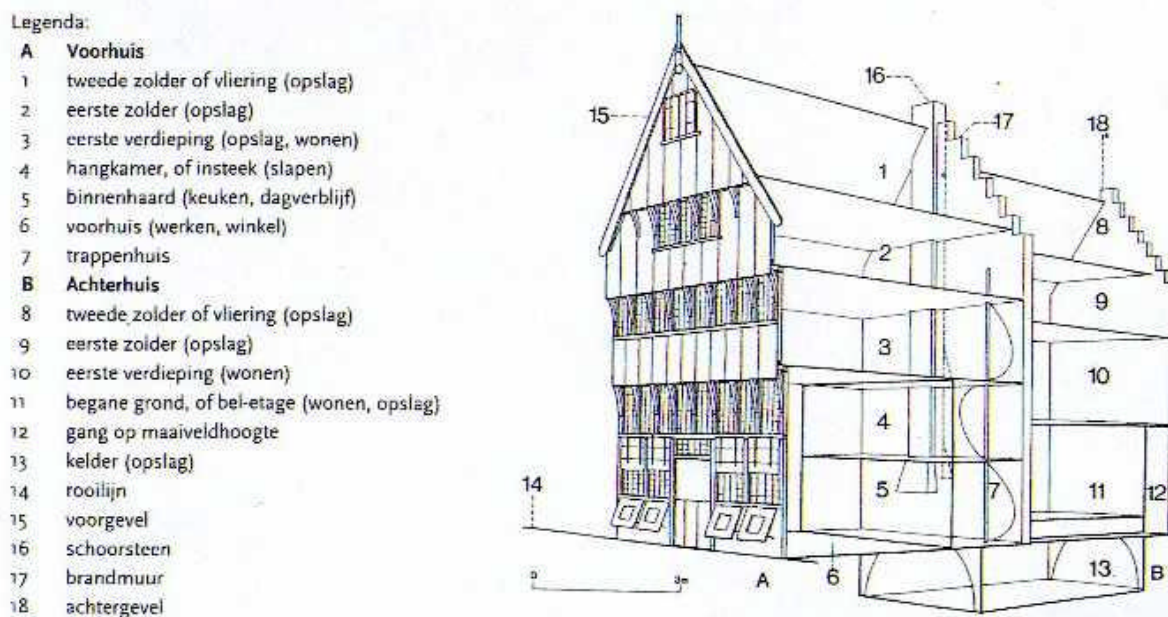 Legenda:
A Voorhuis
1 tweede zolder of vliering (opslag)
2 eerste zolder (opslag)
3 eerste verdieping (opslag, wonen)
4 hangkamer, of insteek (slapen)
5 binnenhaard (keuken, dagverblijf)
6 voorhuis (werken, winkel)
7 trappenhuis
B Achterhuis
8 tweede zolder of vliering (opslag)
9 eerste zolder (opslag)
10 eerste verdieping (wonen)
11 begane grond, of bel-etage (wonen, opslag)
12 gang op maaiveldhoogte
13 kelder (opslag)
14 rooilijn
15 voorgevel
16 schoorsteen
17 brandmuur
18 achtergevel
16
15
17
18
1
8
2
9
3
10
4
14
5
7
11
12
0
3m
A
6
13
B